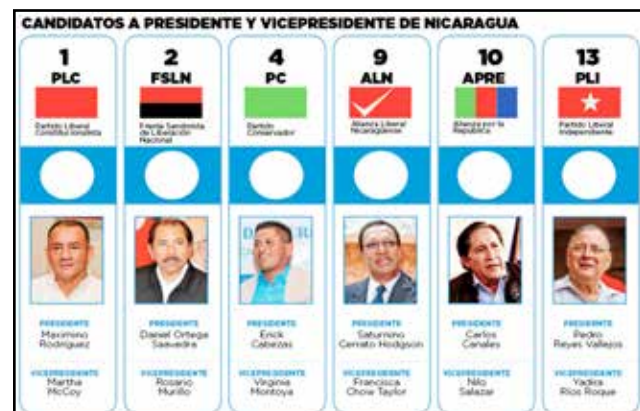 CANDIDATOS A PRESIDENTE Y VICEPRESIDENTE DE NICARAGUA
1
PLC
Partido Liberal
Constitucionalista
PRESIDENTE
Maximino
Rodríguez
VICEPRESIDENTE
Martha
McCoy
2
FSLN
Frente Sandinista
de Liberación
Nacional
PRESIDENTE
Daniel Ortega
Saavedra
VICEPRESIDENTE
Rosario
Murillo
4
PC
Partido
Conservador
PRESIDENTE
Erick
Cabezas
VICEPRESIDENTE
Virginia
Montoya
9
ALN
Alianza Liberal
Nicaragüense
PRESIDENTE
Saturnino
Cerrato Hodgson
VICEPRESIDENTE
Francisca
Chow Taylor
10
APRE
Alianza por la
República
PRESIDENTE
Carlos
Canales
VICEPRESIDENTE
Nilo
Salazar
13
PLI
Partido Liberal
Independiente
PRESIDENTE
Pedro
Reyes Vallejos
VICEPRESIDENTE
Yadira
Ríos Roque